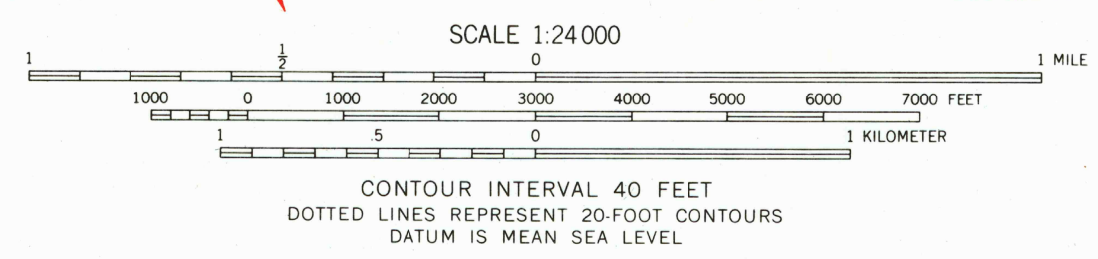 SCALE 1:24 000
1 ½ 0 1 MILE
1000 0 1000 2000 3000 4000 5000 6000 7000 FEET
1 .5 0 1 KILOMETER
CONTOUR INTERVAL 40 FEET
DOTTED LINES REPRESENT 20-FOOT CONTOURS
DATUM IS MEAN SEA LEVEL